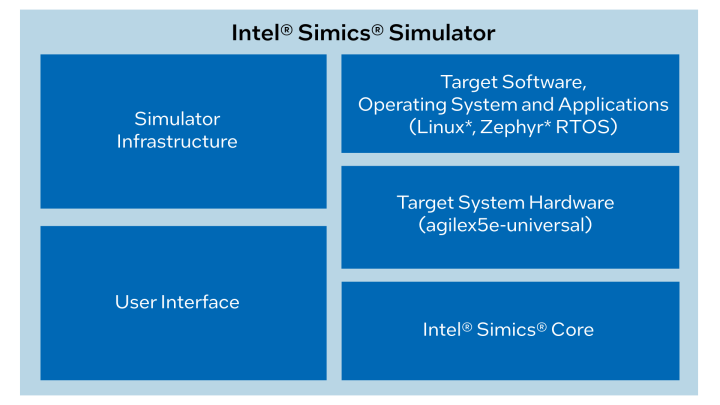 Intel® Simics® Simulator
Simulator
Infrastructure
User Interface
Target Software,
Operating System and Applications
(Linux*, Zephyr* RTOS)
Target System Hardware
(agilex5e-universal)
Intel® Simics® Core